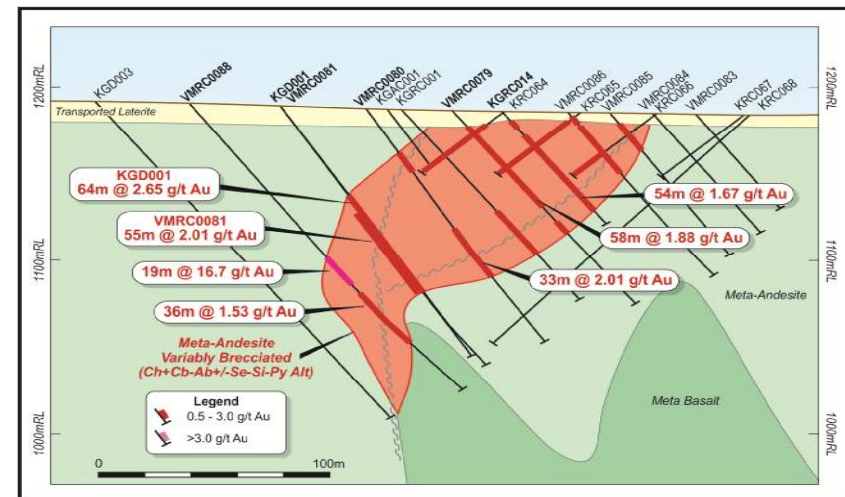 KGD003
VMRC0088
KGD001
VMRC0081
VMRC0080
KGAC001
KGRC001
VMRC0079
KGRC014
KRC064
VMRC0086
KRC065
VMRC0085
VMRC0084
KRC066
VMRC0083
KRC067
KRC068
1200mRL
1200mRL
Transported Laterite
KGD001
64m @ 2.65 g/t Au
VMRC0081
55m @ 2.01 g/t Au
54m @ 1.67 g/t Au
58m @ 1.88 g/t Au
1100mRL
19m @ 16.7 g/t Au
33m @ 2.01 g/t Au
1100mRL
36m @ 1.53 g/t Au
Meta-Andesite
Meta-Andesite
Variably Brecciated
(Ch+Cb-Ab+/-Se-Si-Py Alt)
Legend
0.5 - 3.0 g/t Au
>3.0 g/t Au
Meta Basalt
1000mRL
1000mRL
0
100m